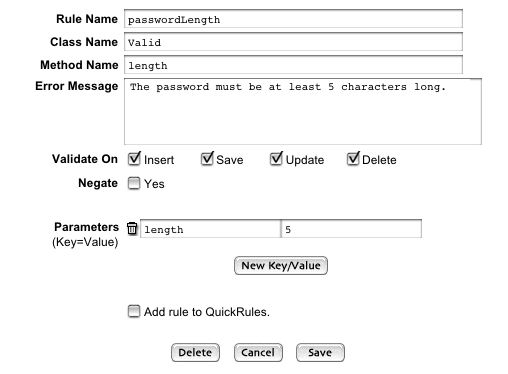 Rule Name passwordLength
Class Name Valid
Method Name length
Error Message The password must be at least 5 characters long.
Validate On Insert Save Update Delete
Negate Yes
Parameters length 5
(Key=Value)
New Key/Value
Add rule to QuickRules.
Delete Cancel Save